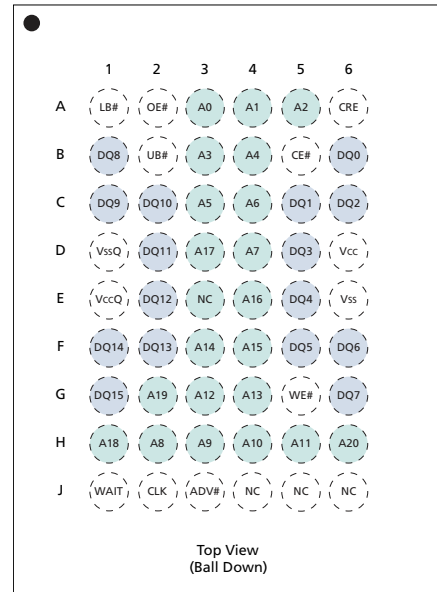 1 2 3 4 5 6
A LB# OE# A0 A1 A2 CRE
B DQ8 UB# A3 A4 CE# DQ0
C DQ9 DQ10 A5 A6 DQ1 DQ2
D VssQ DQ11 A17 A7 DQ3 Vcc
E VccQ DQ12 NC A16 DQ4 Vss
F DQ14 DQ13 A14 A15 DQ5 DQ6
G DQ15 A19 A12 A13 WE# DQ7
H A18 A8 A9 A10 A11 A20
J WAIT CLK ADV# NC NC NC
Top View
(Ball Down)